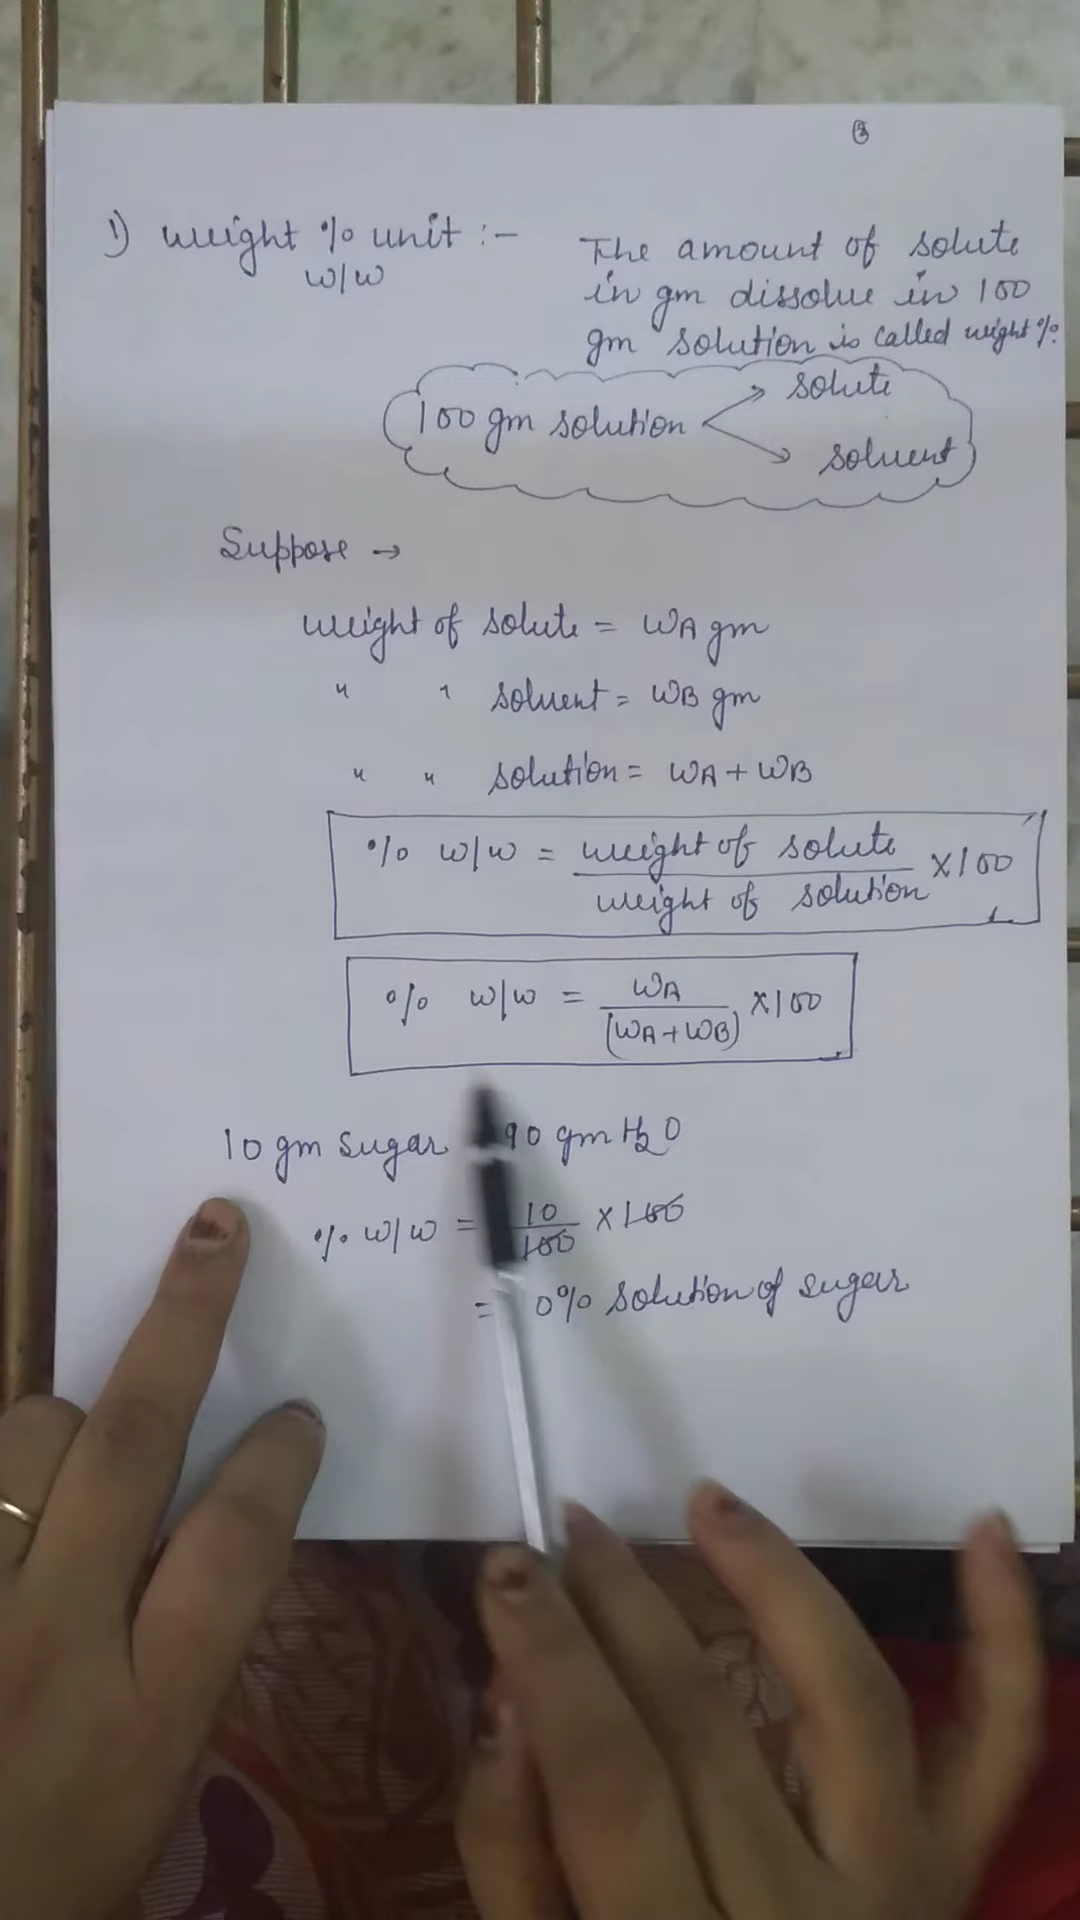 3
1) weight % unit :-
w/w
The amount of solute
in gm dissolve in 100
gm solution is called weight %
100 gm solution
solute
solvent
Suppose →
weight of solute = WA gm
" " solvent = WB gm
" " solution = WA + WB
% w/w = weight of solute / weight of solution × 100
% w/w = WA / (WA + WB) × 100
10 gm sugar 90 gm H2O
% w/w = 10 / 100 × 100
= 0% solution of sugar